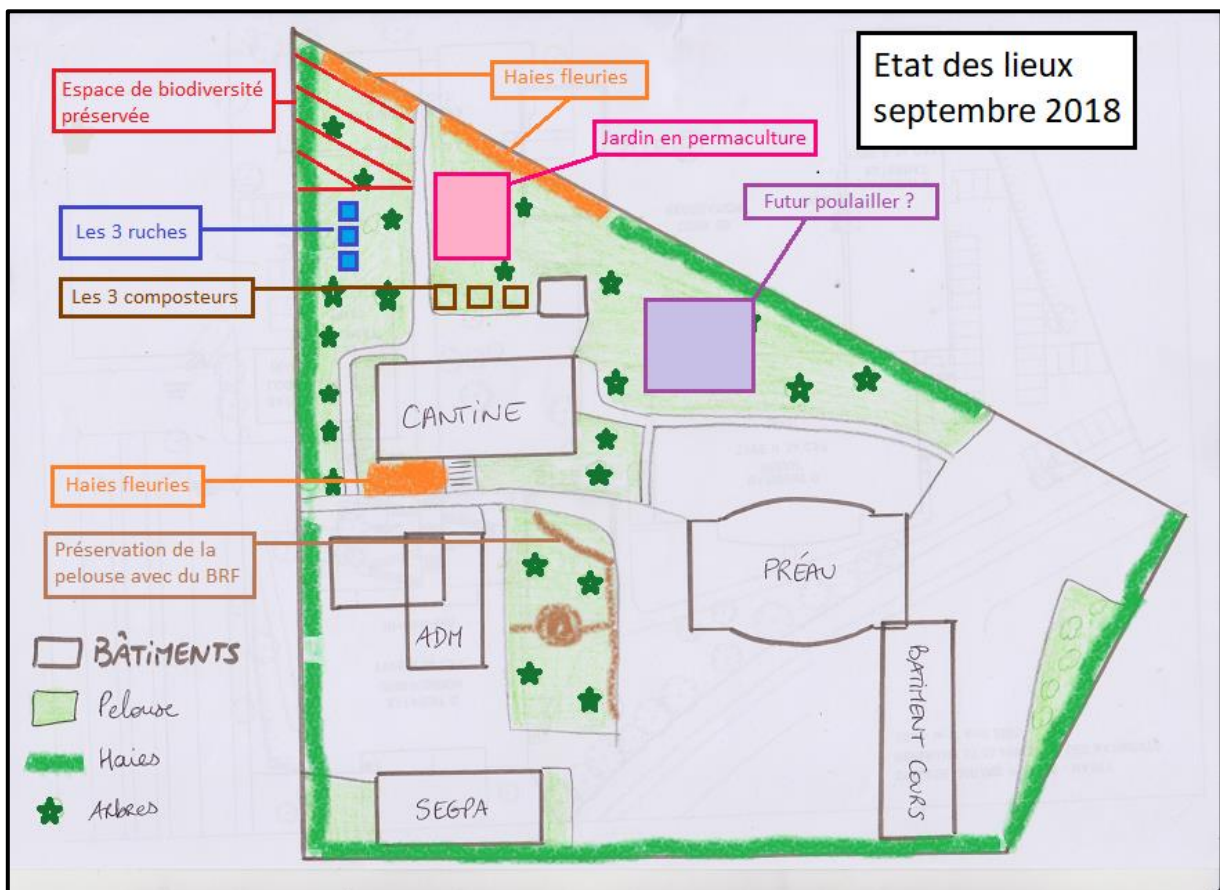 Etat des lieux
septembre 2018
Haies fleuries
Espace de biodiversité
préservée
Jardin en permaculture
Futur poulailler ?
Les 3 ruches
Les 3 composteurs
CANTINE
Haies fleuries
Préservation de la
pelouse avec du BRF
PRÉAU
ADM
BATIMENT COURS
SEGPA
BÂTIMENTS
Pelouse
Haies
Arbres